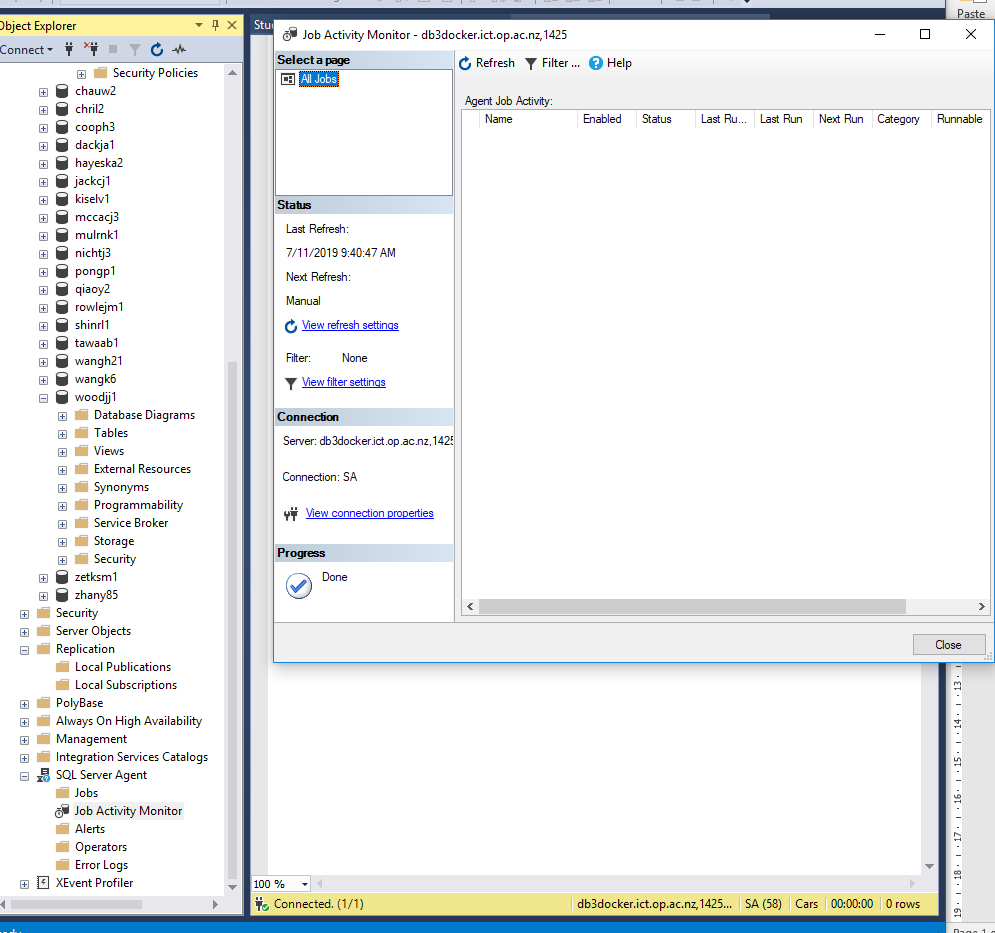 Object Explorer
Connect
Security Policies
chauw2
chril2
cooph3
dackja1
hayeska2
jackcj1
kiselv1
mccacj3
mulrnk1
nichtj3
pongp1
qiaoy2
rowlejm1
shinrl1
tawaab1
wangh21
wangk6
woodjj1
Database Diagrams
Tables
Views
External Resources
Synonyms
Programmability
Service Broker
Storage
Security
zetksm1
zhany85
Security
Server Objects
Replication
Local Publications
Local Subscriptions
PolyBase
Always On High Availability
Management
Integration Services Catalogs
SQL Server Agent
Jobs
Job Activity Monitor
Alerts
Operators
Error Logs
XEvent Profiler
Stu
Job Activity Monitor - db3docker.ict.op.ac.nz,1425
Select a page
All Jobs
Status
Last Refresh:
7/11/2019 9:40:47 AM
Next Refresh:
Manual
View refresh settings
Filter: None
View filter settings
Connection
Server: db3docker.ict.op.ac.nz,1425
Connection: SA
View connection properties
Progress
Done
Refresh Filter ... Help
Agent Job Activity:
Name Enabled Status Last Ru... Last Run Next Run Category Runnable
Close
100 %
Connected. (1/1) db3docker.ict.op.ac.nz,1425... SA (58) Cars 00:00:00 0 rows
Paste
13
14
15
16
17
18
19